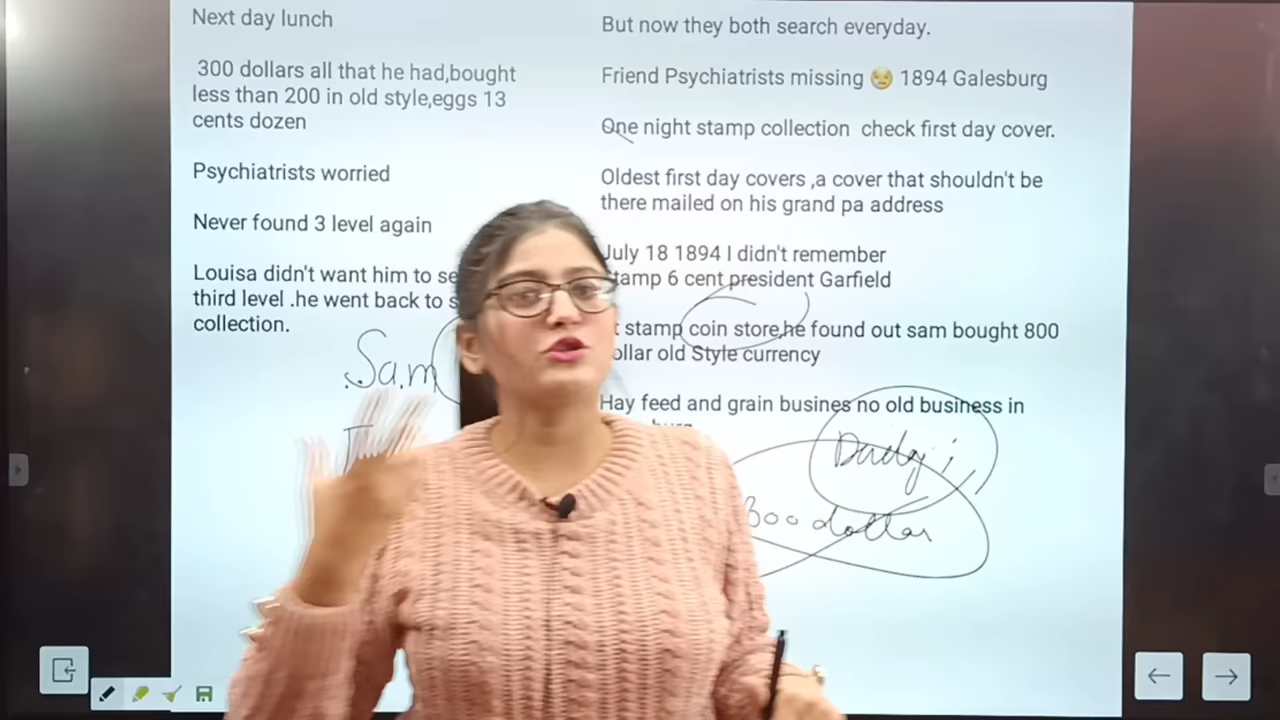 Next day lunch
300 dollars all that he had,bought
less than 200 in old style,eggs 13
cents dozen
Psychiatrists worried
Never found 3 level again
Louisa didn't want him to se
third level .he went back to s
collection.
Sam
But now they both search everyday.
Friend Psychiatrists missing 😢 1894 Galesburg
One night stamp collection check first day cover.
Oldest first day covers ,a cover that shouldn't be
there mailed on his grand pa address
July 18 1894 I didn't remember
stamp 6 cent president Garfield
t stamp coin store,he found out sam bought 800
ollar old Style currency
Hay feed and grain busines no old business in
800 dollar